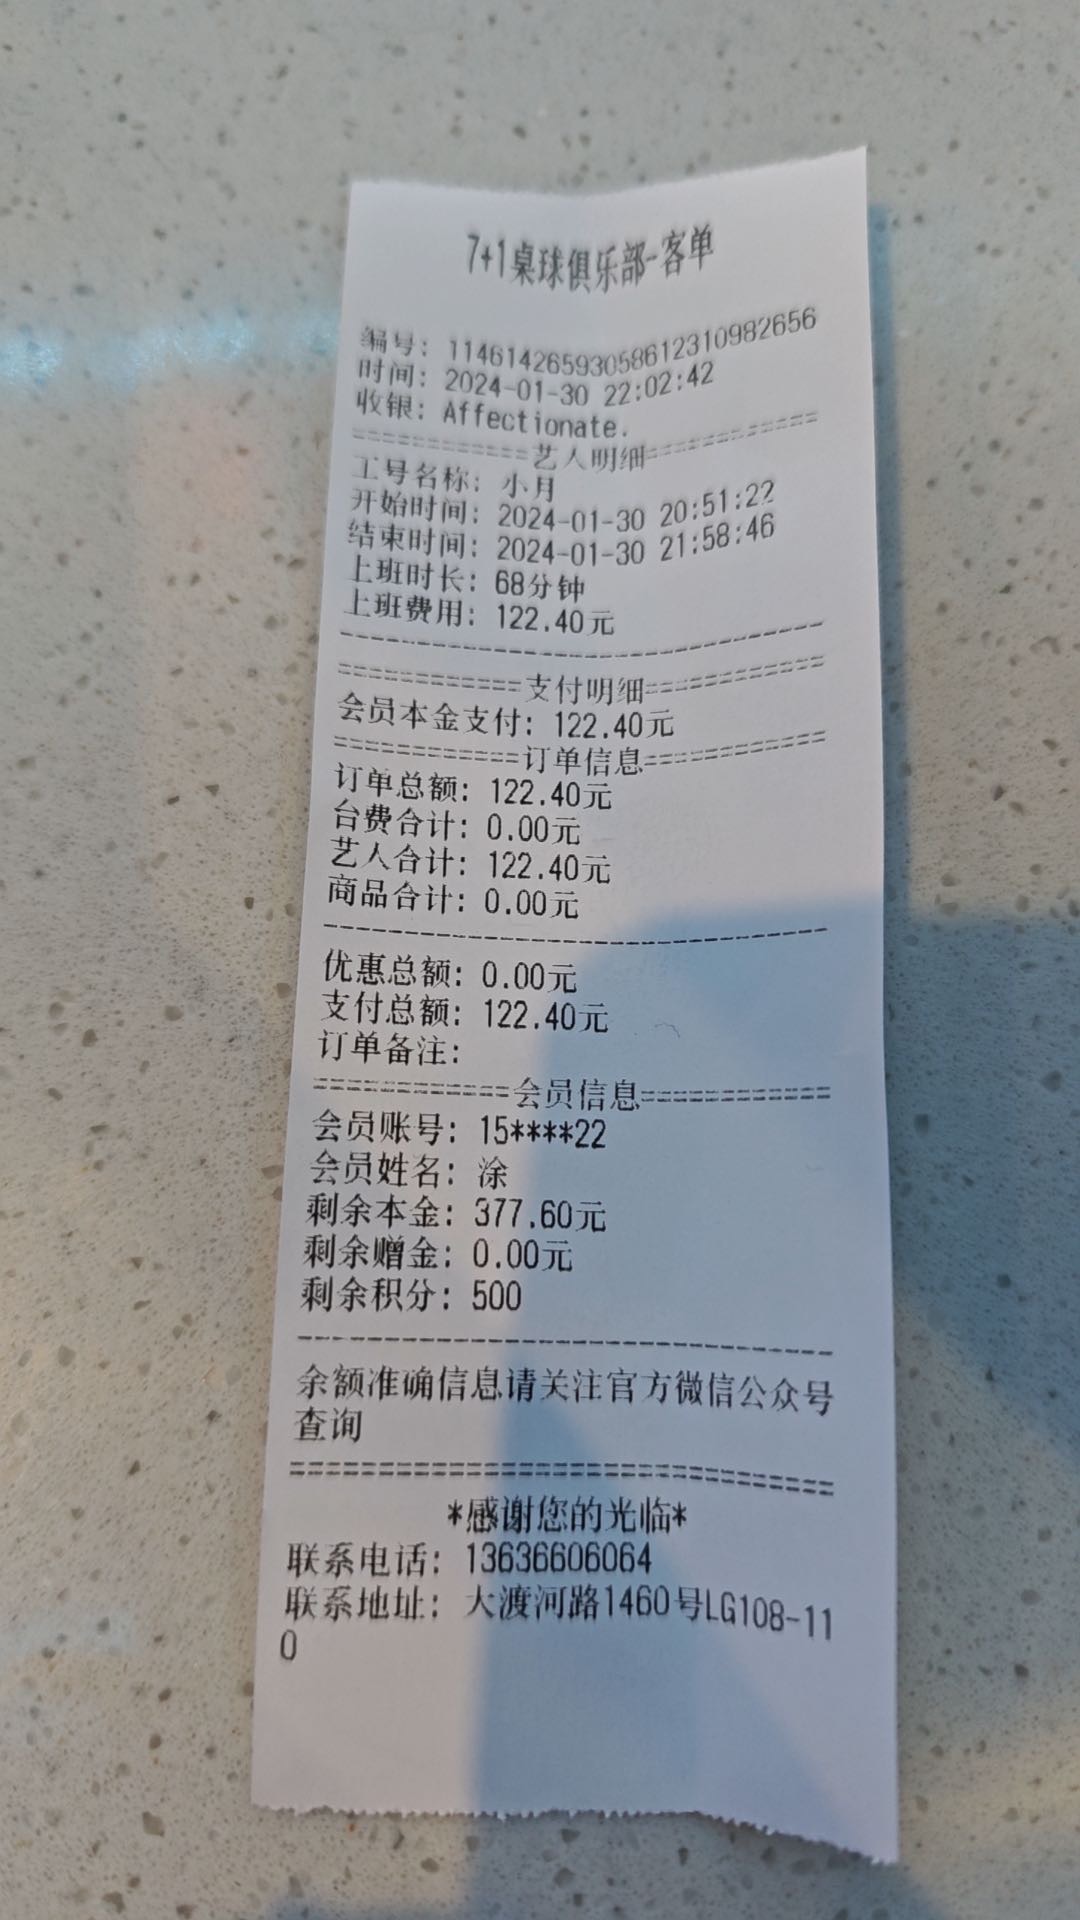 7+1桌球俱乐部-客单
编号: 1146142659305861231098 2656
时间: 2024-01-30 22:02:42
收银: Affectionate.
===========艺人明细===========
工号名称: 小月
开始时间: 2024-01-30 20:51:22
结束时间: 2024-01-30 21:58:46
上班时长: 68分钟
上班费用: 122.40元
--------------------------------
===========支付明细===========
会员本金支付: 122.40元
===========订单信息===========
订单总额: 122.40元
台费合计: 0.00元
艺人合计: 122.40元
商品合计: 0.00元
--------------------------------
优惠总额: 0.00元
支付总额: 122.40元
订单备注:
===========会员信息===========
会员账号: 15****22
会员姓名: 涂
剩余本金: 377.60元
剩余赠金: 0.00元
剩余积分: 500
--------------------------------
余额准确信息请关注官方微信公众号
查询
================================
*感谢您的光临*
联系电话: 13636606064
联系地址: 大渡河路1460号LG108-11
0